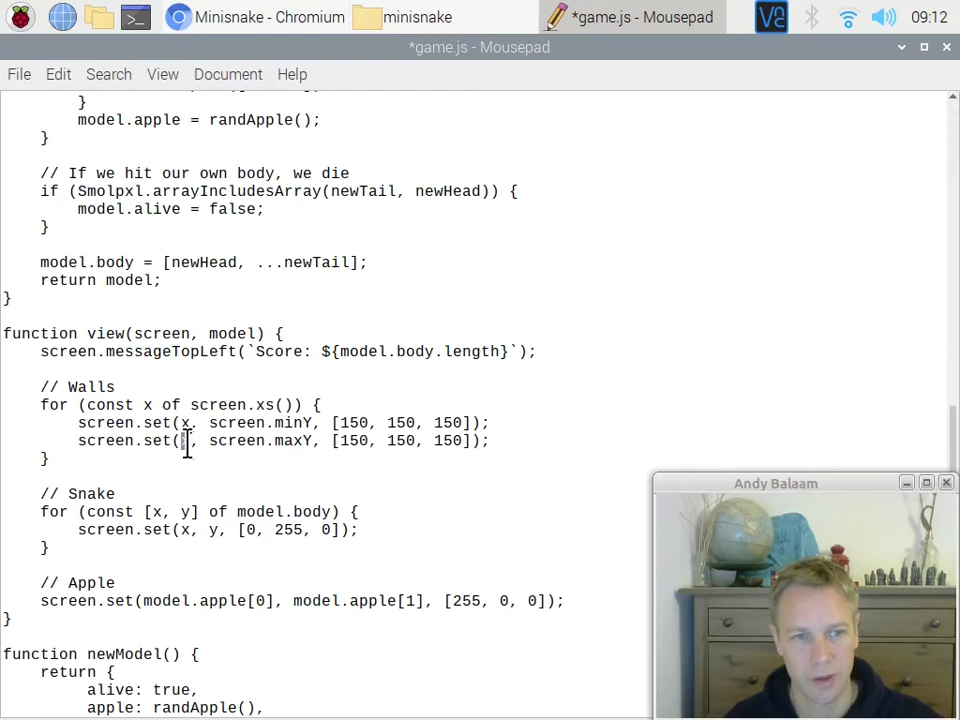 Minisnake - Chromium minisnake *game.js - Mousepad 09:12
*game.js - Mousepad
File Edit Search View Document Help
}
model.apple = randApple();
}
// If we hit our own body, we die
if (Smolpxl.arrayIncludesArray(newTail, newHead)) {
model.alive = false;
}
model.body = [newHead, ...newTail];
return model;
}
function view(screen, model) {
screen.messageTopLeft(`Score: ${model.body.length}`);
// Walls
for (const x of screen.xs()) {
screen.set(x, screen.minY, [150, 150, 150]);
screen.set( , screen.maxY, [150, 150, 150]);
}
// Snake
for (const [x, y] of model.body) {
screen.set(x, y, [0, 255, 0]);
}
// Apple
screen.set(model.apple[0], model.apple[1], [255, 0, 0]);
}
function newModel() {
return {
alive: true,
apple: randApple(),
Andy Balaam